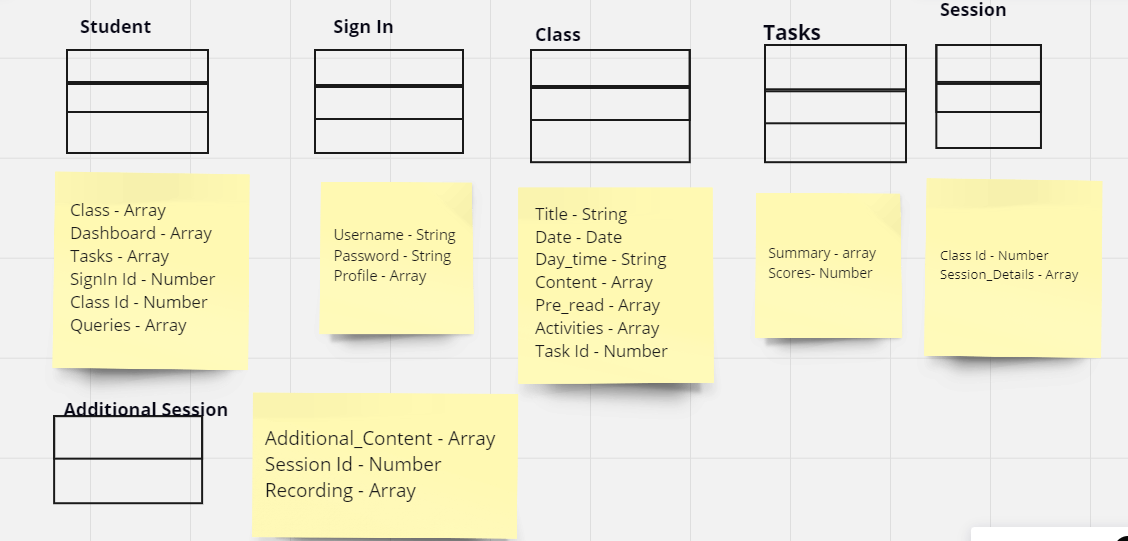 Student
Sign In
Class
Tasks
Session
Class - Array
Dashboard - Array
Tasks - Array
SignIn Id - Number
Class Id - Number
Queries - Array
Username - String
Password - String
Profile - Array
Title - String
Date - Date
Day_time - String
Content - Array
Pre_read - Array
Activities - Array
Task Id - Number
Summary - array
Scores- Number
Class Id - Number
Session_Details - Array
Additional Session
Additional_Content - Array
Session Id - Number
Recording - Array